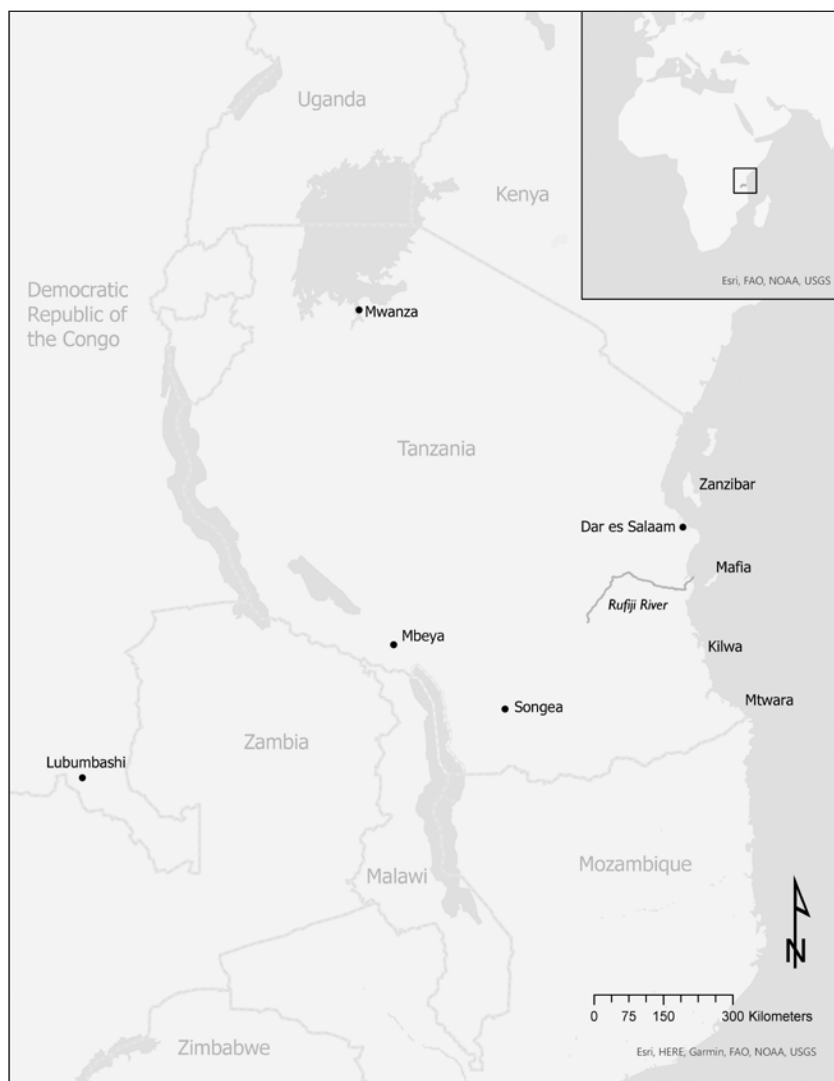 Uganda
Kenya
Esri, FAO, NOAA, USGS
Democratic
Republic of
the Congo
Mwanza
Tanzania
Zanzibar
Dar es Salaam
Mafia
Rufiji River
Mbeya
Kilwa
Songea
Mtwara
Zambia
Lubumbashi
Malawi
Mozambique
N
0 75 150 300 Kilometers
Zimbabwe
Esri, HERE, Garmin, FAO, NOAA, USGS